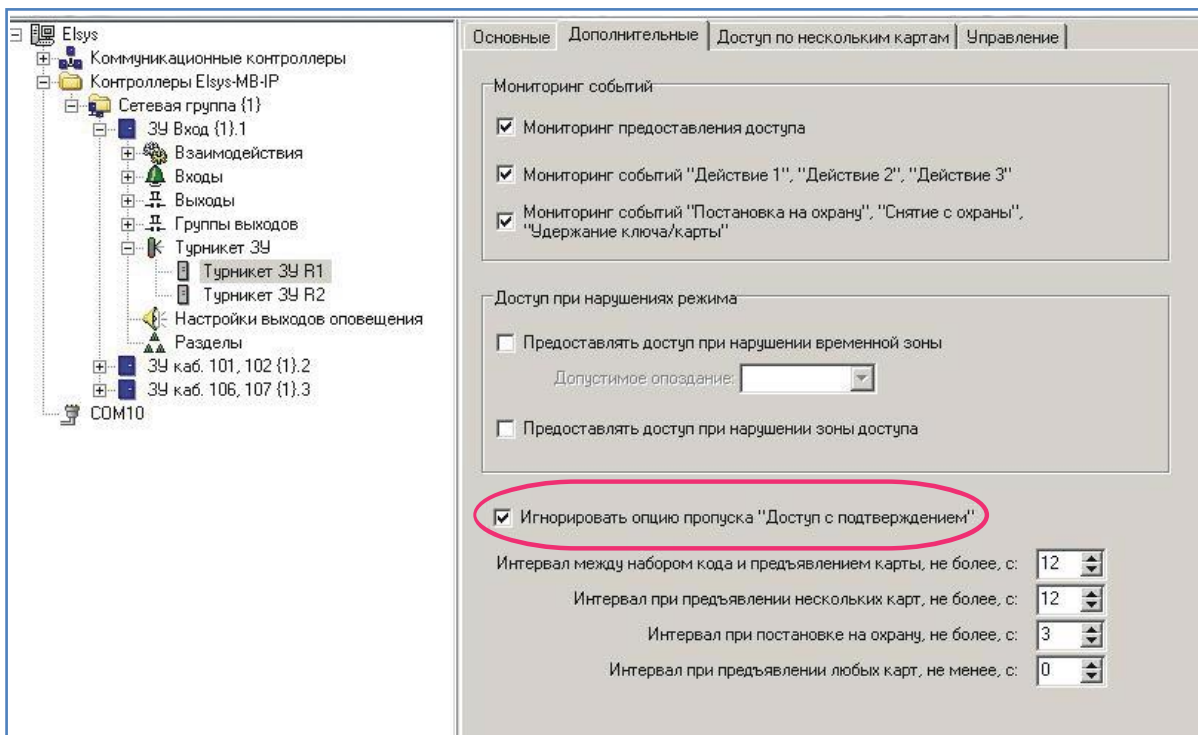 Elsys
Коммуникационные контроллеры
Контроллеры Elsys-MB-IP
Сетевая группа {1}
ЗУ Вход {1}.1
Взаимодействия
Входы
Выходы
Группы выходов
Турникет ЗУ
Турникет ЗУ R1
Турникет ЗУ R2
Настройки выходов оповещения
Разделы
ЗУ каб. 101, 102 {1}.2
ЗУ каб. 106, 107 {1}.3
COM10
Основные Дополнительные Доступ по нескольким картам Управление
Мониторинг событий
Мониторинг предоставления доступа
Мониторинг событий "Действие 1", "Действие 2", "Действие 3"
Мониторинг событий "Постановка на охрану", "Снятие с охраны",
"Удержание ключа/карты"
Доступ при нарушениях режима
Предоставлять доступ при нарушении временной зоны
Допустимое опоздание:
Предоставлять доступ при нарушении зоны доступа
Игнорировать опцию пропуска "Доступ с подтверждением"
Интервал между набором кода и предъявлением карты, не более, с: 12
Интервал при предъявлении нескольких карт, не более, с: 12
Интервал при постановке на охрану, не более, с: 3
Интервал при предъявлении любых карт, не менее, с: 0